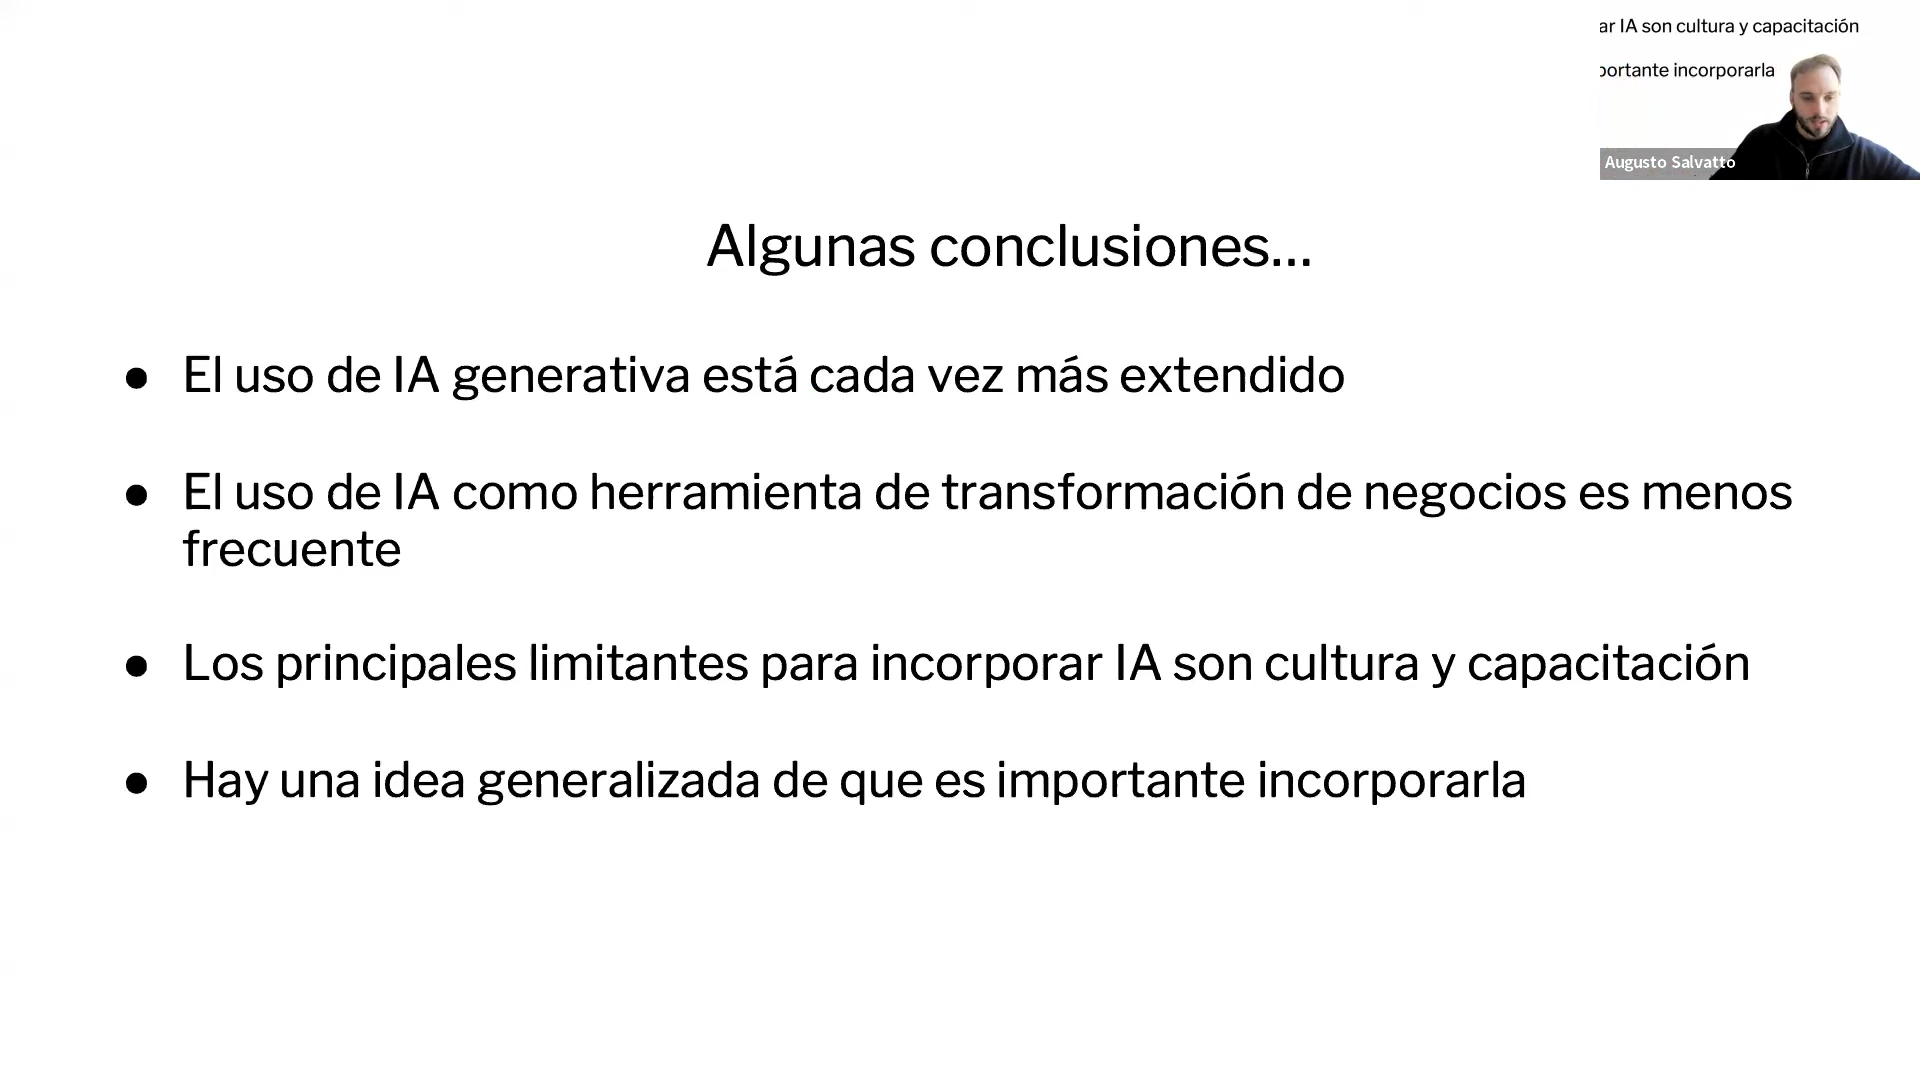 ar IA son cultura y capacitación
portante incorporarla
Augusto Salvatto
Algunas conclusiones...
● El uso de IA generativa está cada vez más extendido
● El uso de IA como herramienta de transformación de negocios es menos
frecuente
● Los principales limitantes para incorporar IA son cultura y capacitación
● Hay una idea generalizada de que es importante incorporarla